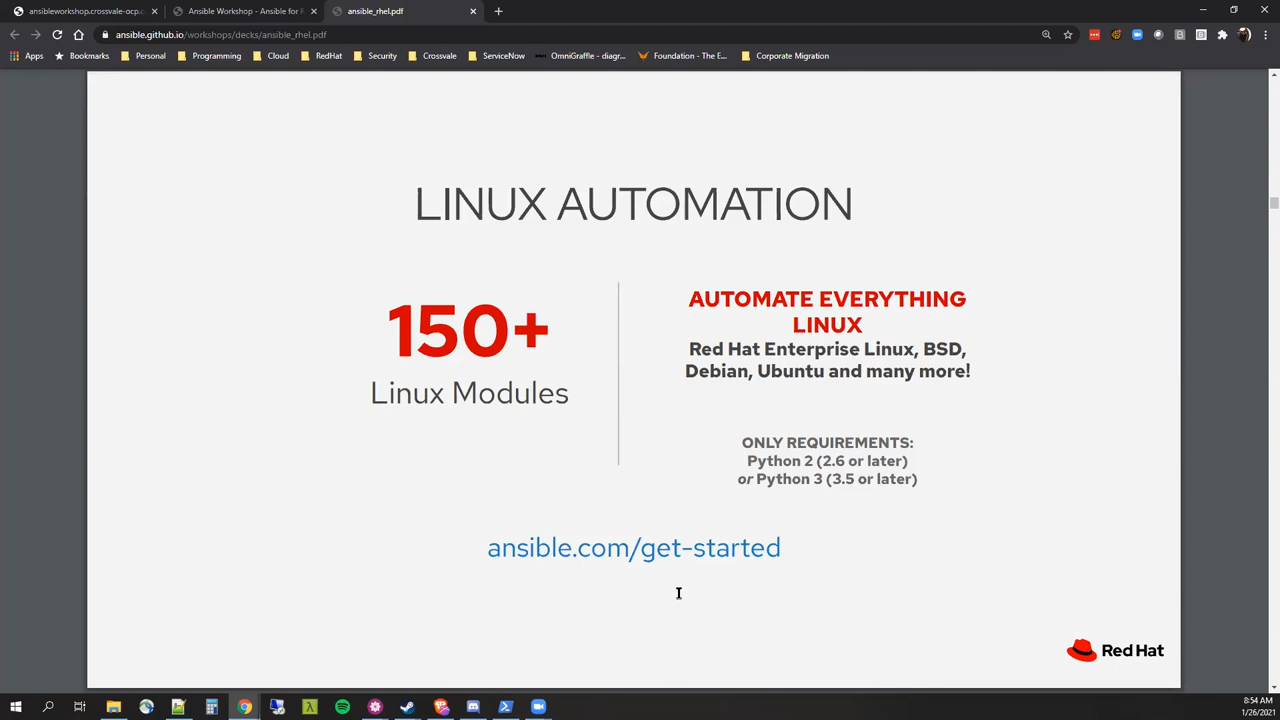 ansibleworkshop.crossvale-ocp.c
Ansible Workshop - Ansible for R
ansible_rhel.pdf
ansible.github.io/workshops/decks/ansible_rhel.pdf
Apps
Bookmarks
Personal
Programming
Cloud
RedHat
Security
Crossvale
ServiceNow
OmniGraffle - diagr...
Foundation - The E...
Corporate Migration
LINUX AUTOMATION
150+
Linux Modules
AUTOMATE EVERYTHING
LINUX
Red Hat Enterprise Linux, BSD,
Debian, Ubuntu and many more!
ONLY REQUIREMENTS:
Python 2 (2.6 or later)
or Python 3 (3.5 or later)
ansible.com/get-started
Red Hat
8:54 AM
1/26/2021